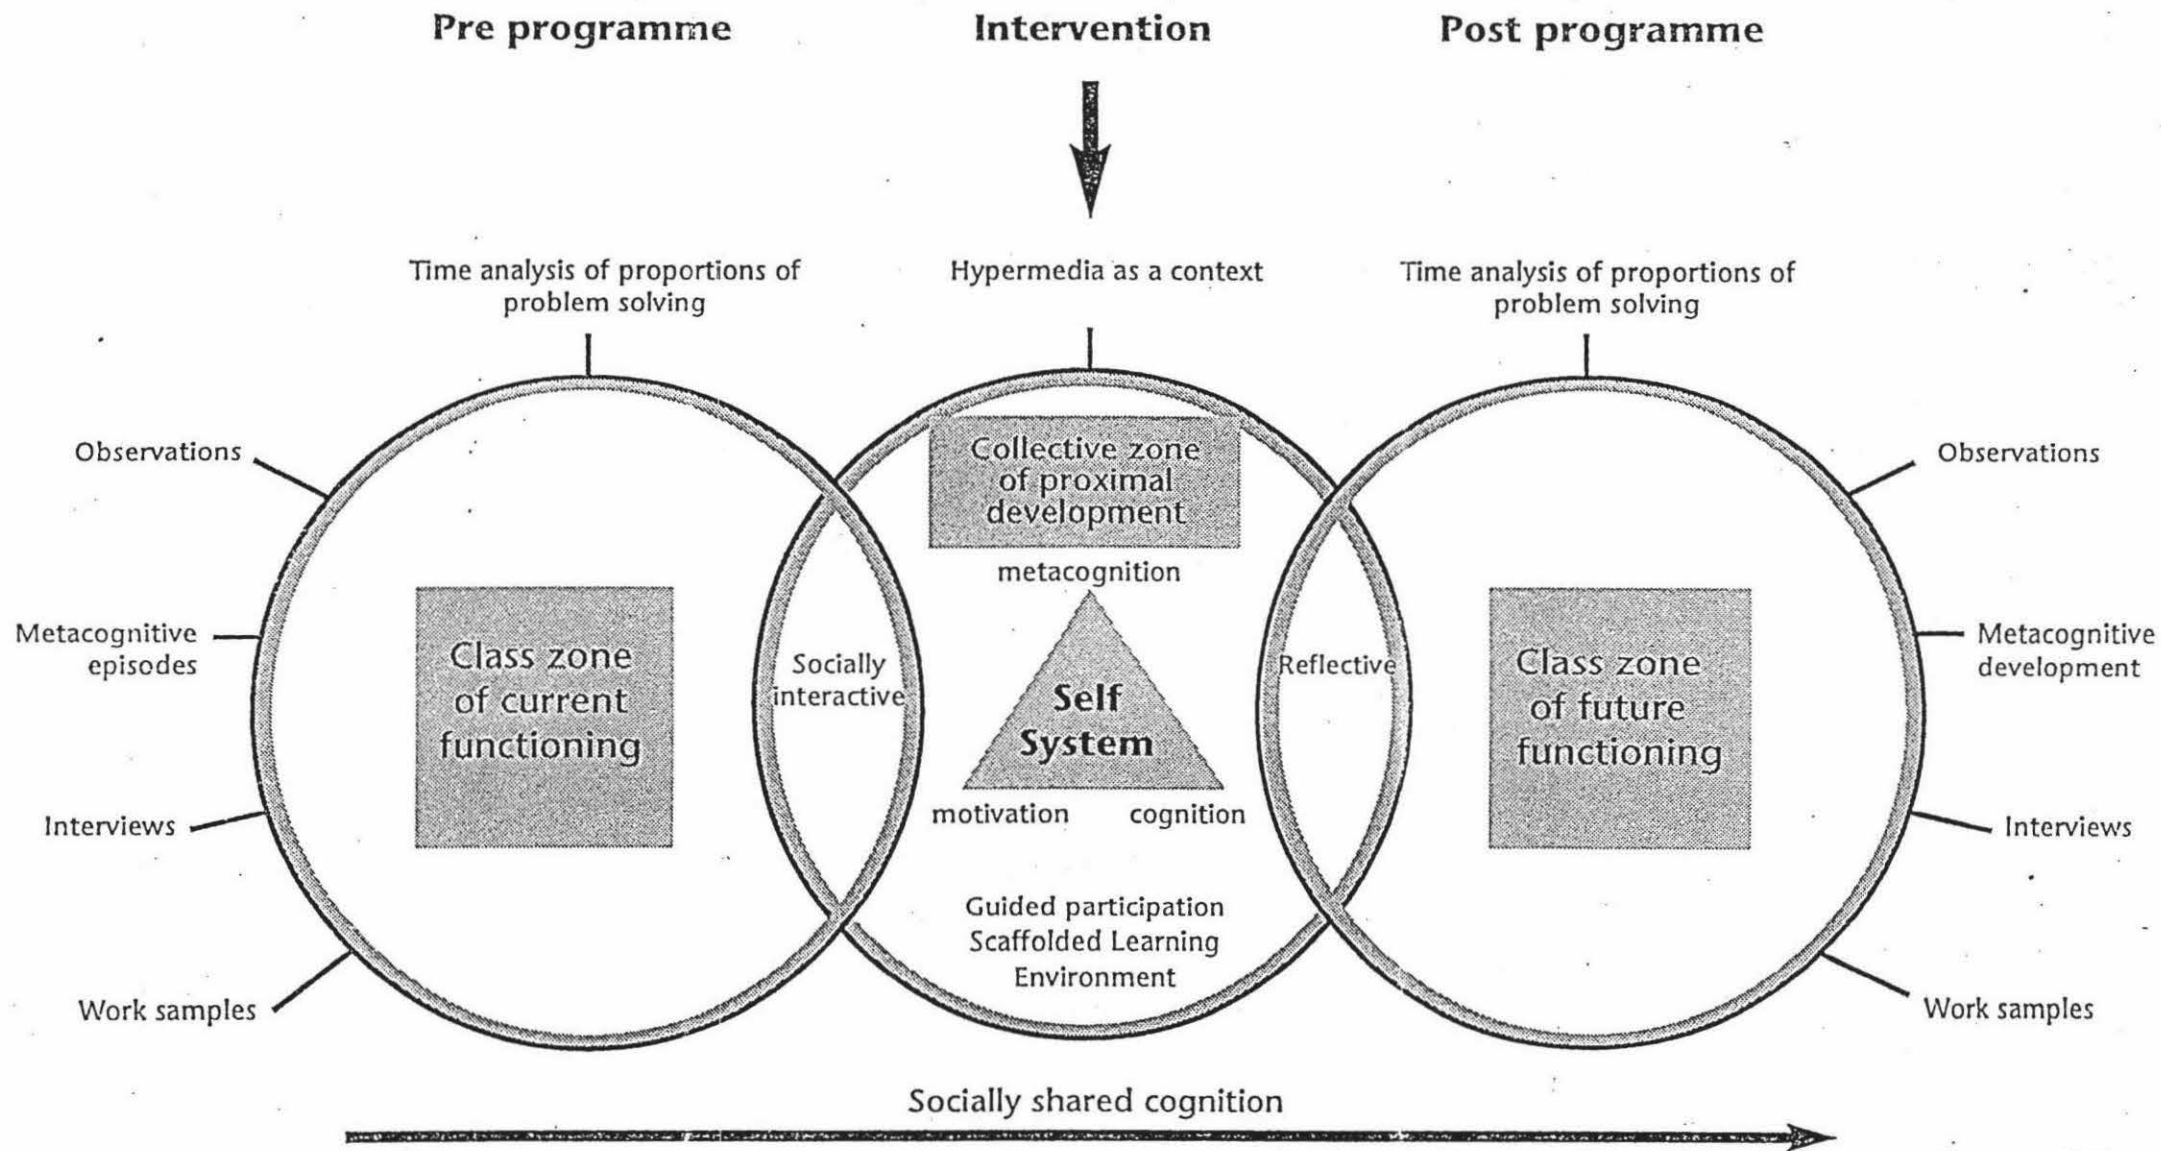 Pre programme
Intervention
Post programme
Time analysis of proportions of
problem solving
Hypermedia as a context
Time analysis of proportions of
problem solving
Observations
Metacognitive
episodes
Interviews
Work samples
Class zone
of current
functioning
Socially
interactive
Collective zone
of proximal
development
metacognition
Self
System
motivation
cognition
Guided participation
Scaffolded Learning
Environment
Reflective
Class zone
of future
functioning
Observations
Metacognitive
development
Interviews
Work samples
Socially shared cognition